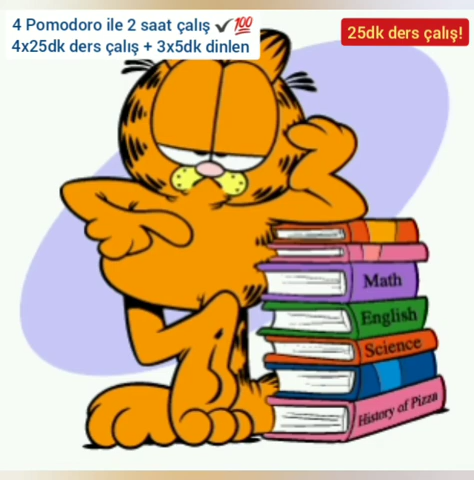 4 Pomodoro ile 2 saat çalış ✔💯
4x25dk ders çalış + 3x5dk dinlen
25dk ders çalış!
Math
English
Science
History of Pizza